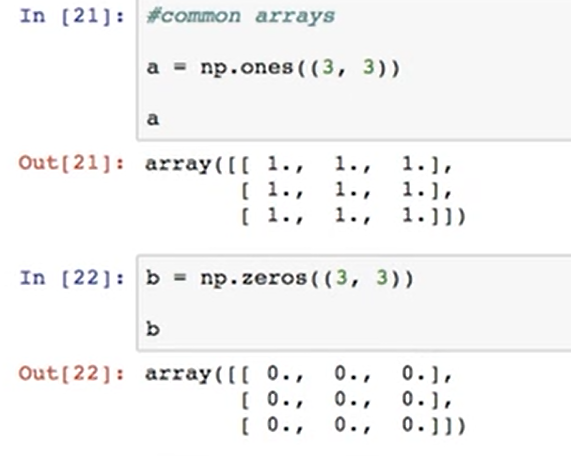 In [21]: #common arrays
a = np.ones((3, 3))
a
Out[21]: array([[ 1.,  1.,  1.],
[ 1.,  1.,  1.],
[ 1.,  1.,  1.]])
In [22]: b = np.zeros((3, 3))
b
Out[22]: array([[ 0.,  0.,  0.],
[ 0.,  0.,  0.],
[ 0.,  0.,  0.]])